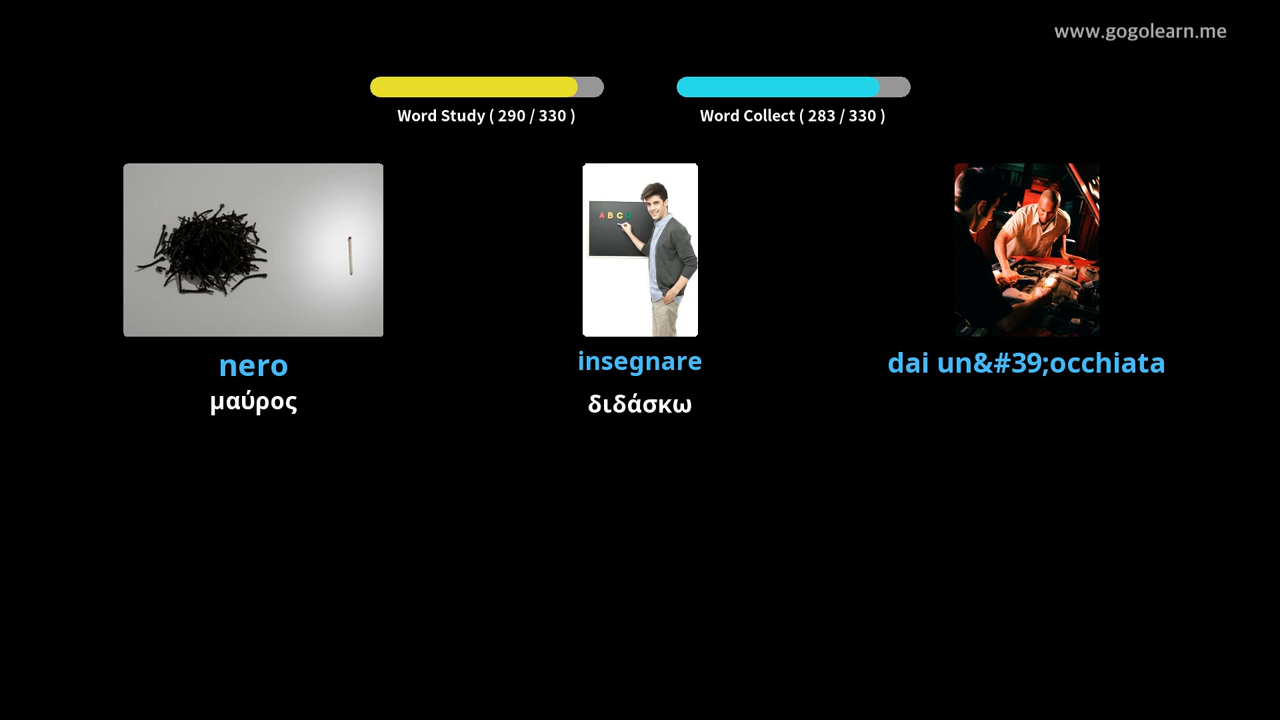 www.gogolearn.me
Word Study ( 290 / 330 )
Word Collect ( 283 / 330 )
A B C D
nero
μαύρος
insegnare
διδάσκω
dai un&#39;occhiata